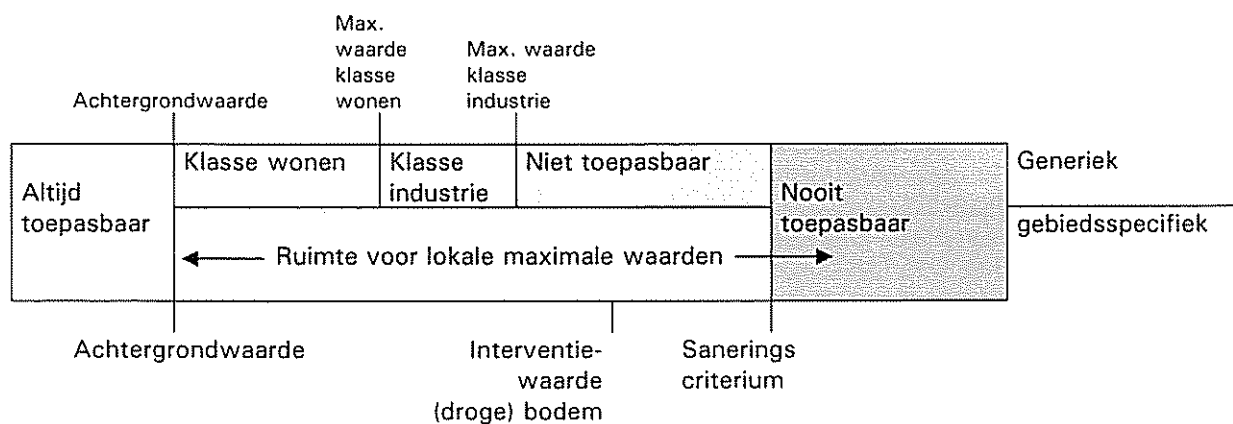 Max.
waarde
klasse
wonen
Max. waarde
klasse
industrie
Achtergrondwaarde
Klasse wonen
Klasse
industrie
Niet toepasbaar
Generiek
Altijd
toepasbaar
Nooit
toepasbaar
gebiedsspecifiek
Ruimte voor lokale maximale waarden
Achtergrondwaarde
Interventie-
waarde
(droge) bodem
Sanerings
criterium